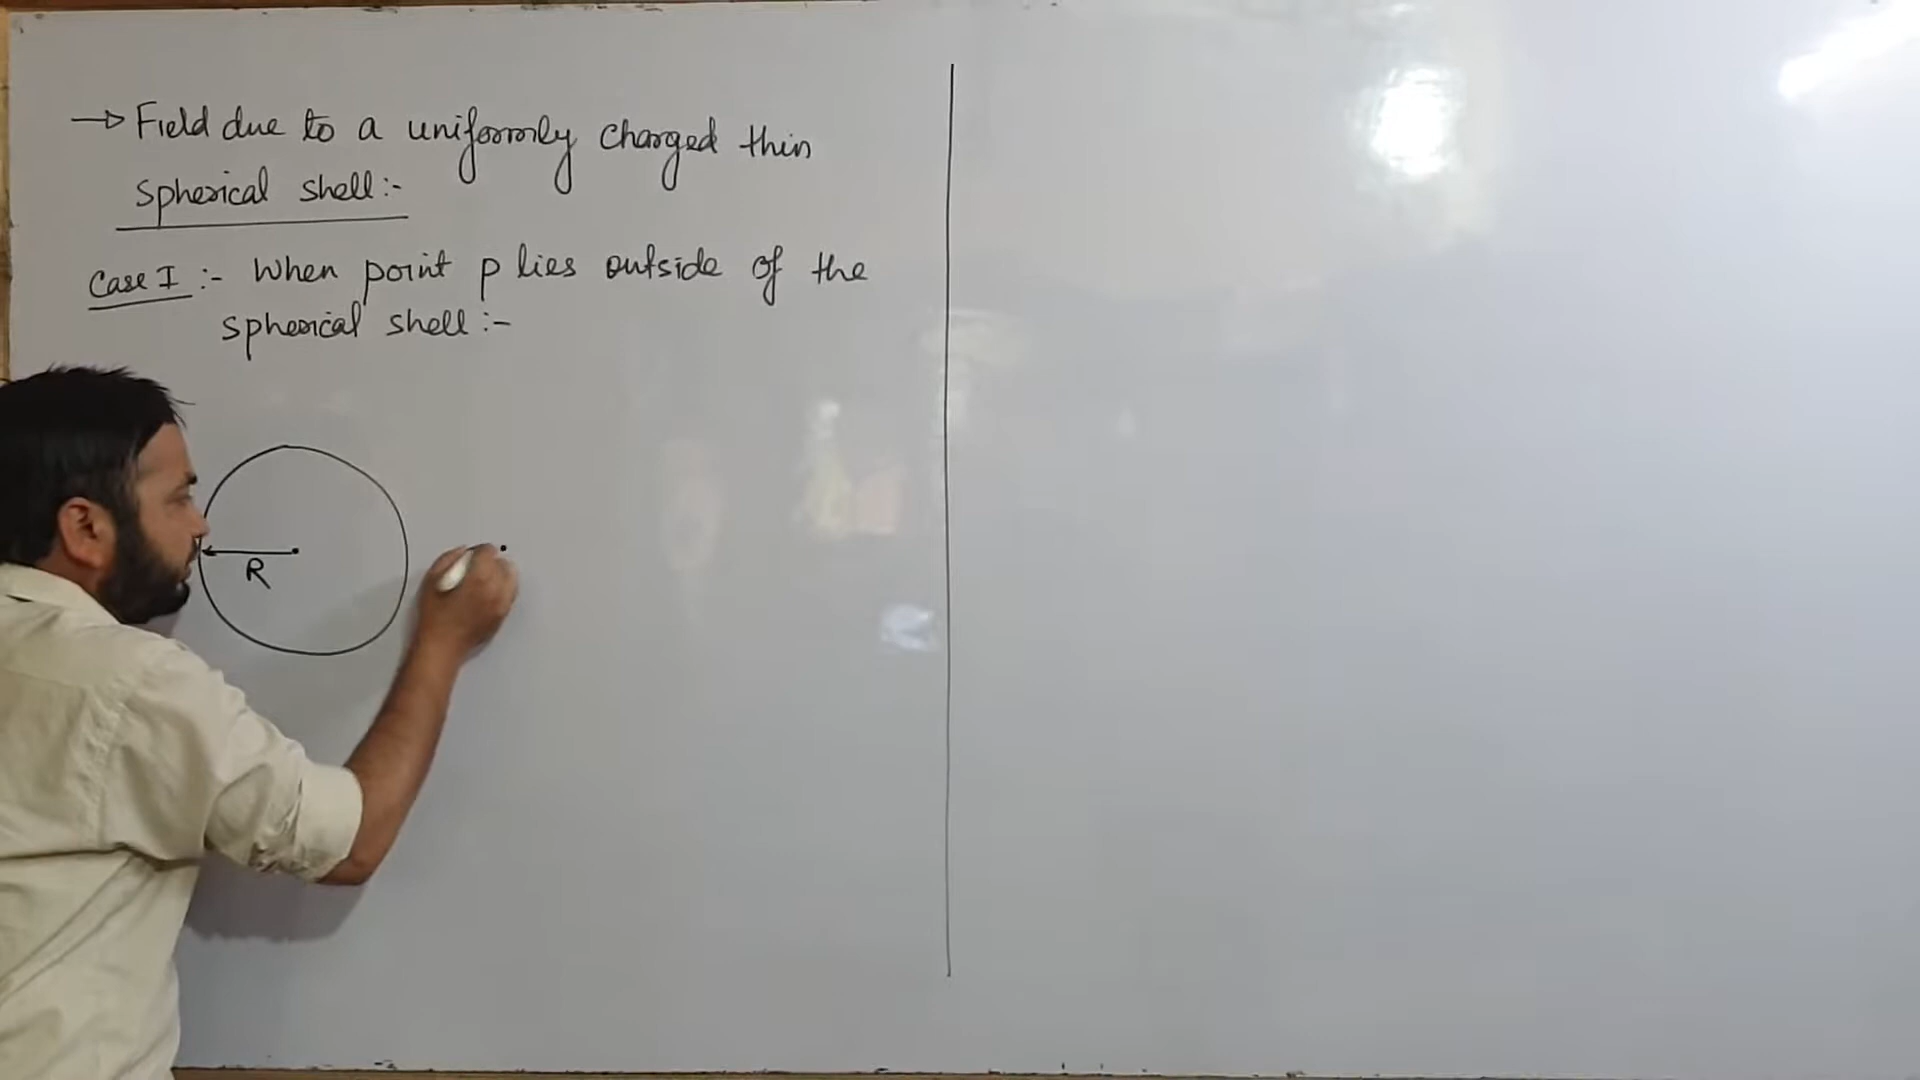 → Field due to a uniformly charged thin
spherical shell:-
Case I :- When point p lies outside of the
spherical shell :-
R